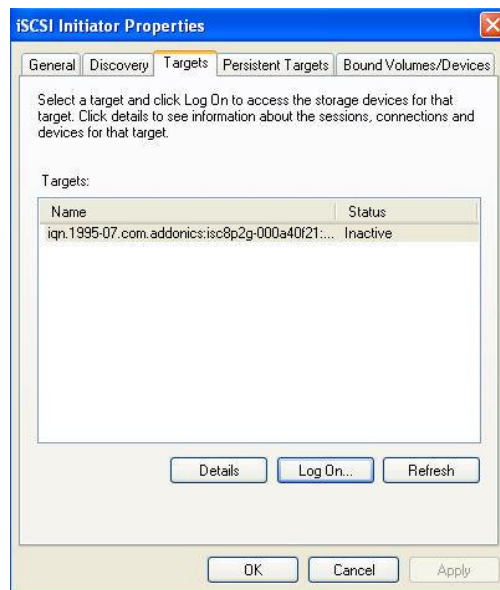 iSCSI Initiator Properties
General Discovery Targets Persistent Targets Bound Volumes/Devices
Select a target and click Log On to access the storage devices for that
target. Click details to see information about the sessions, connections and
devices for that target.
Targets:
Name Status
iqn.1995-07.com.addonics:isc8p2g-000a40f21:... Inactive
Details Log On... Refresh
OK Cancel Apply